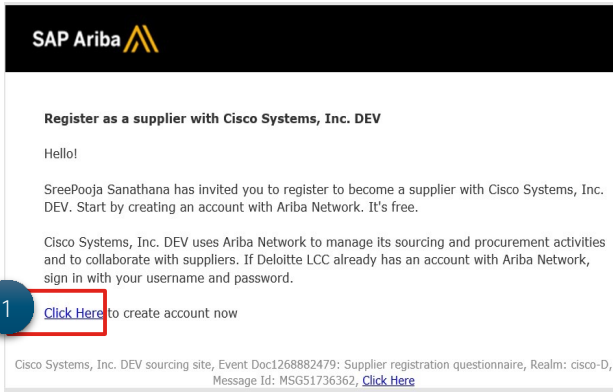 SAP Ariba
Register as a supplier with Cisco Systems, Inc. DEV
Hello!
SreePooja Sanathana has invited you to register to become a supplier with Cisco Systems, Inc.
DEV. Start by creating an account with Ariba Network. It's free.
Cisco Systems, Inc. DEV uses Ariba Network to manage its sourcing and procurement activities
and to collaborate with suppliers. If Deloitte LCC already has an account with Ariba Network,
sign in with your username and password.
1
Click Here to create account now
Cisco Systems, Inc. DEV sourcing site, Event Doc1268882479: Supplier registration questionnaire, Realm: cisco-D,
Message Id: MSG51736362, Click Here